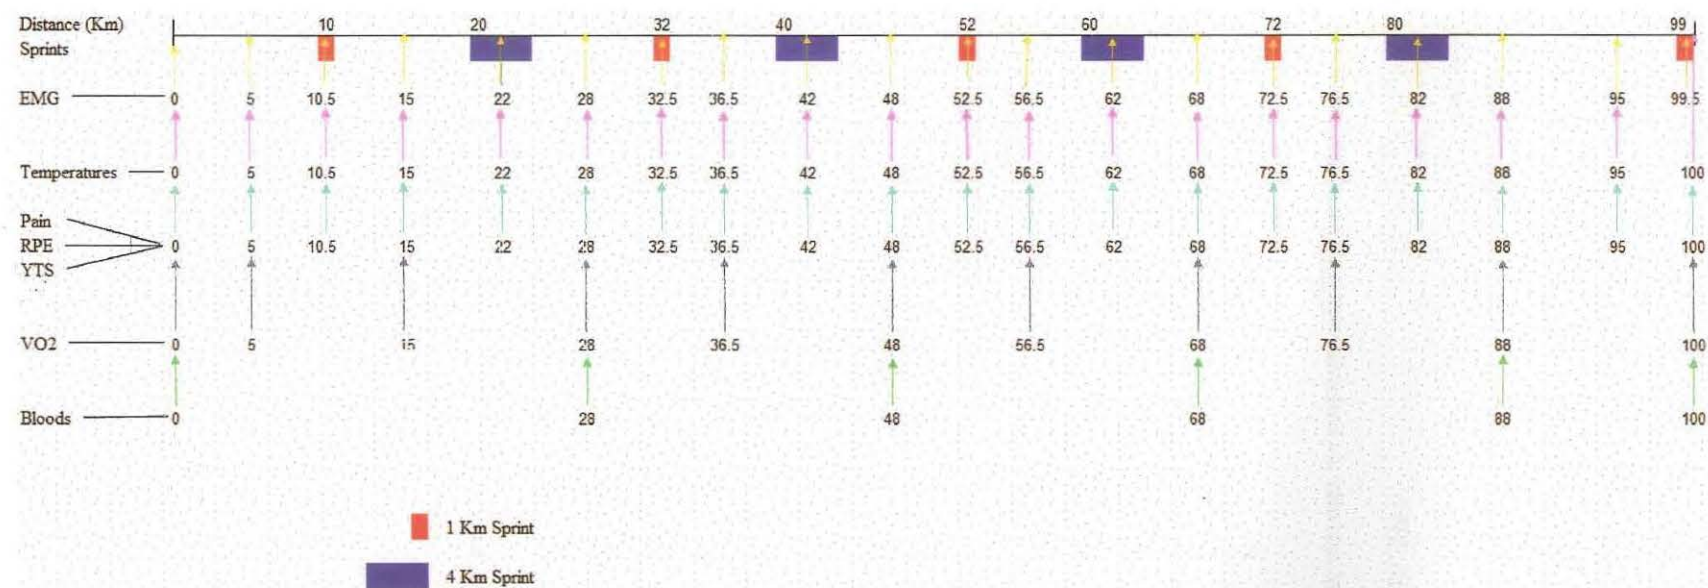 Distance (Km) 10 20 32 40 52 60 72 80 99
Sprints
EMG 0 5 10.5 15 22 28 32.5 36.5 42 48 52.5 56.5 62 68 72.5 76.5 82 88 95 99.5
Temperatures 0 5 10.5 15 22 28 32.5 36.5 42 48 52.5 56.5 62 68 72.5 76.5 82 88 95 100
Pain
RPE 0 5 10.5 15 22 28 32.5 36.5 42 48 52.5 56.5 62 68 72.5 76.5 82 88 95 100
YTS
VO2 0 5 15 28 36.5 48 56.5 68 76.5 88 100
Bloods 0 28 48 68 88 100
1 Km Sprint
4 Km Sprint